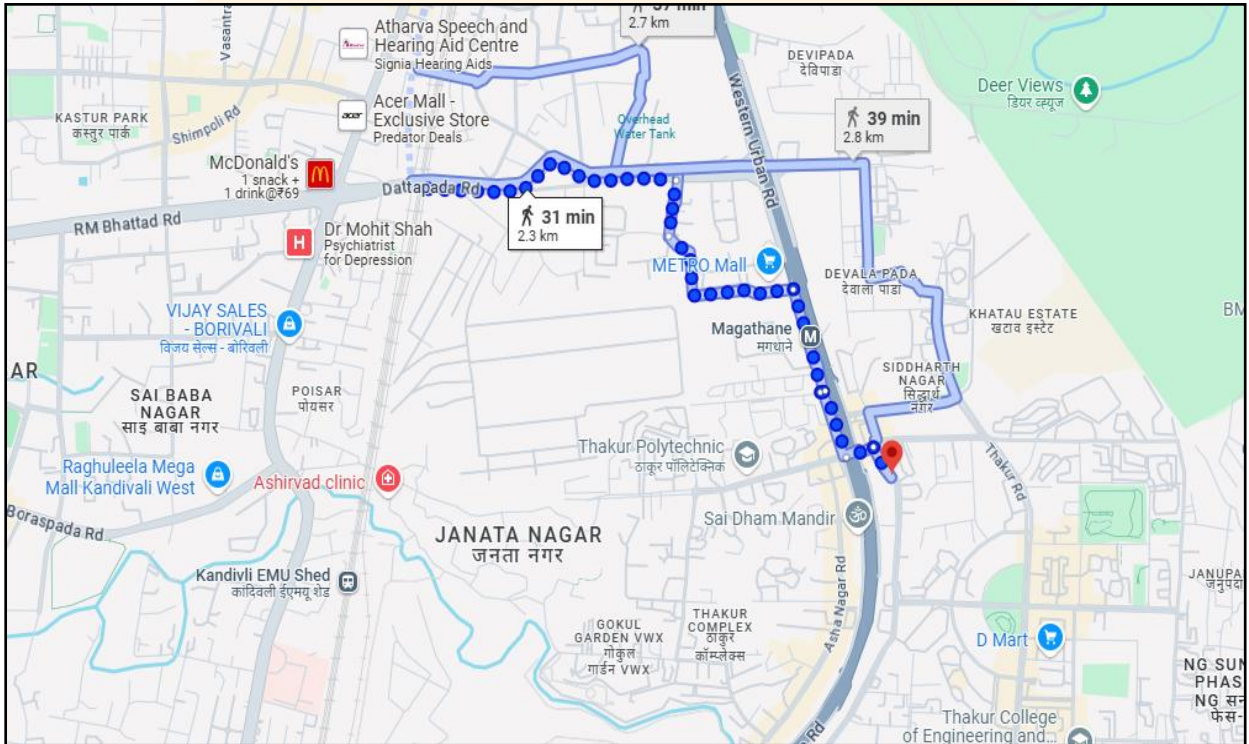 37 min
2.7 km
Atharva Speech and
Hearing Aid Centre
Signia Hearing Aids
DEVIPADA
देविपाडा
Western Urban Rd
Deer Views
डियर व्ह्यूज
Acer Mall -
Exclusive Store
Predator Deals
acer
KASTUR PARK
कस्तुर पार्क
Shimpoli Rd
Overhead
Water Tank
39 min
2.8 km
McDonald's
1 snack +
1 drink@₹69
Dattapada Rd
RM Bhattad Rd
31 min
2.3 km
H
Dr Mohit Shah
Psychiatrist
for Depression
METRO Mall
DEVALA PADA
देवाला पाडा
KHATAU ESTATE
खटाव इस्टेट
BM
VIJAY SALES
- BORIVALI
विजय सेल्स - बोरिवली
Magathane
मगथाने
M
SIDDHARTH
NAGAR
सिद्धार्थ
नगर
AR
SAI BABA
NAGAR
साइ बाबा नगर
POISAR
पोयसर
Thakur Polytechnic
ठाकूर पॉलिटेक्निक
Thakur Rd
Raghuleela Mega
Mall Kandivali West
Ashirvad clinic
Boraspada Rd
Sai Dham Mandir
JANATA NAGAR
जनता नगर
Kandivli EMU Shed
कांदिवली ईएमयू शेड
Asha Nagar Rd
GOKUL
GARDEN VWX
गोकुल
गार्डन VWX
THAKUR
COMPLEX
ठाकुर
कॉम्प्लेक्स
D Mart
Thakur College
of Engineering and...
Rd